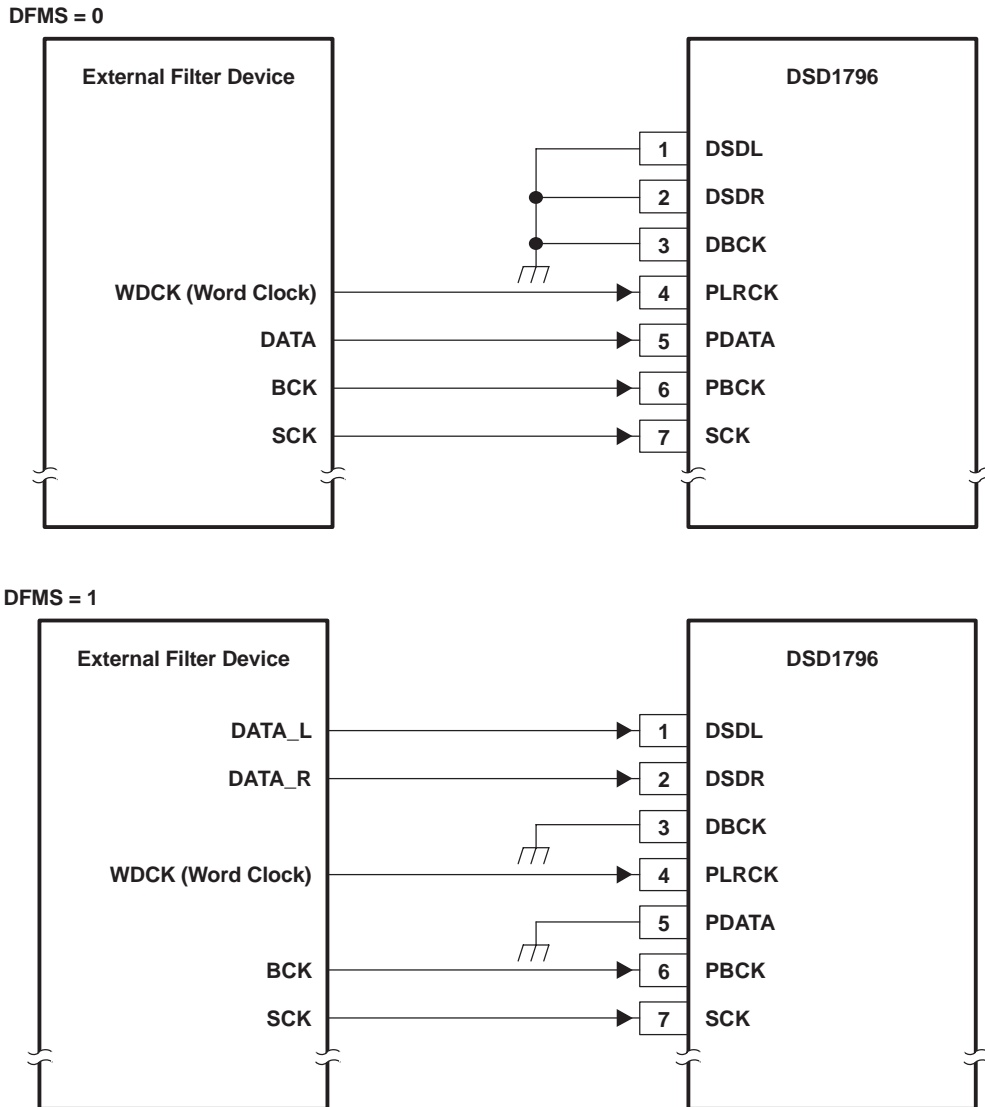 DFMS = 0
External Filter Device
DSD1796
1 DSDL
2 DSDR
3 DBCK
WDCK (Word Clock) 4 PLRCK
DATA 5 PDATA
BCK 6 PBCK
SCK 7 SCK
DFMS = 1
External Filter Device
DSD1796
DATA_L 1 DSDL
DATA_R 2 DSDR
3 DBCK
WDCK (Word Clock) 4 PLRCK
5 PDATA
BCK 6 PBCK
SCK 7 SCK